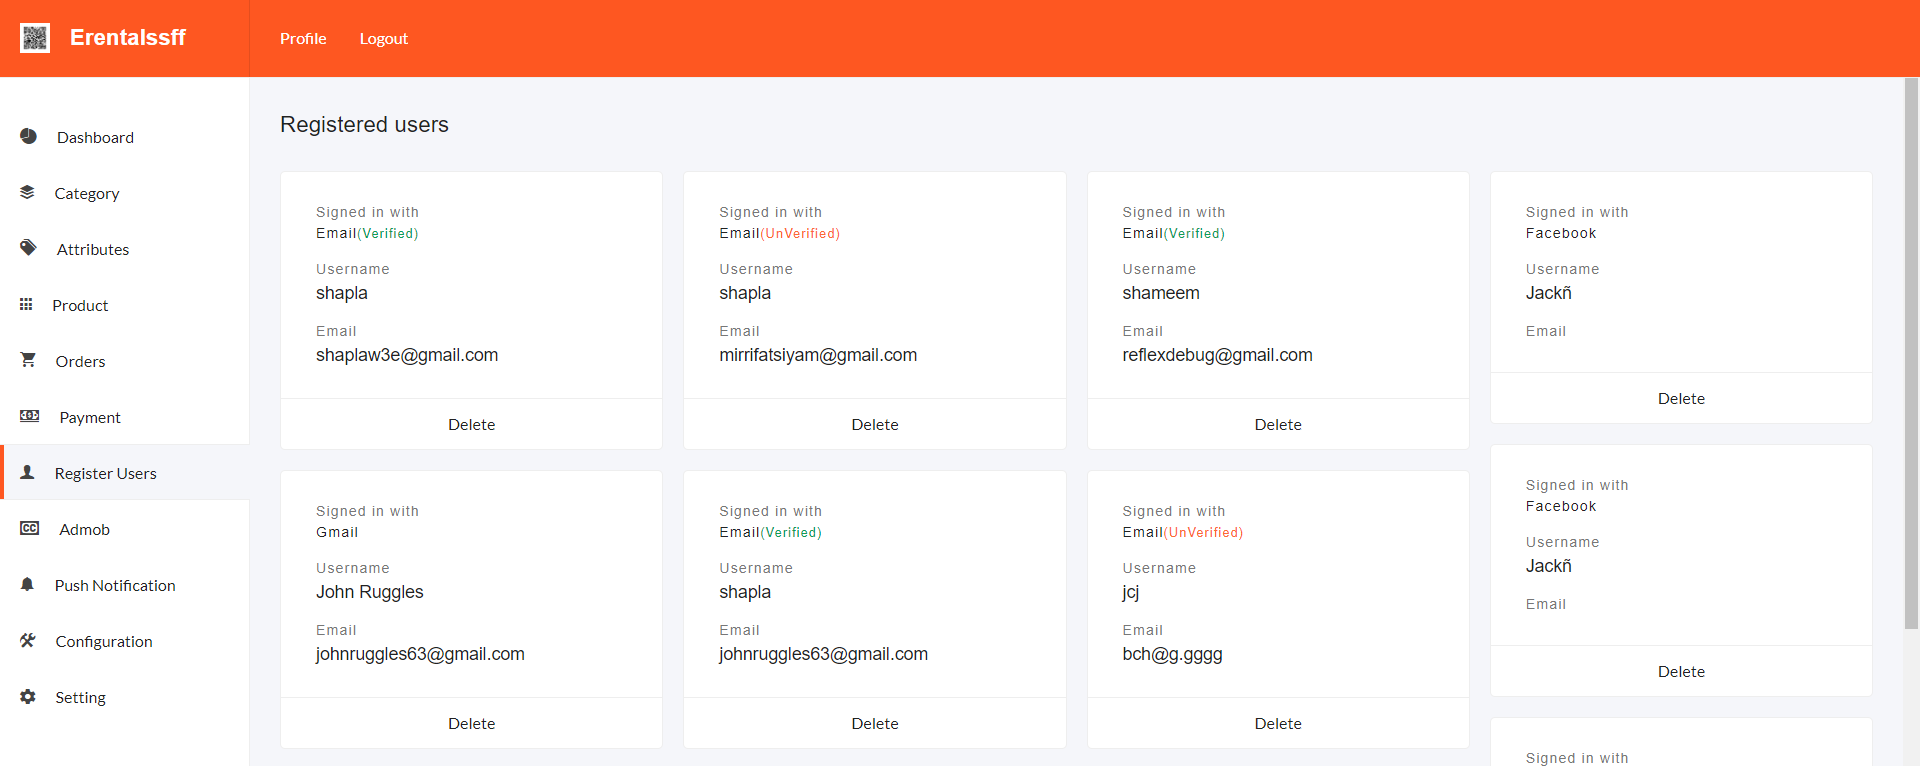 Erentalssff
Profile
Logout
Dashboard
Category
Attributes
Product
Orders
Payment
Register Users
Admob
Push Notification
Configuration
Setting
Registered users
Signed in with
Email(Verified)
Username
shapla
Email
shaplaw3e@gmail.com
Delete
Signed in with
Email(UnVerified)
Username
shapla
Email
mirrifatsiyam@gmail.com
Delete
Signed in with
Email(Verified)
Username
shameem
Email
reflexdebug@gmail.com
Delete
Signed in with
Facebook
Username
Jackñ
Email
Delete
Signed in with
Gmail
Username
John Ruggles
Email
johnruggles63@gmail.com
Delete
Signed in with
Email(Verified)
Username
shapla
Email
johnruggles63@gmail.com
Delete
Signed in with
Email(UnVerified)
Username
jcj
Email
bch@g.gggg
Delete
Signed in with
Facebook
Username
Jackñ
Email
Delete
Signed in with